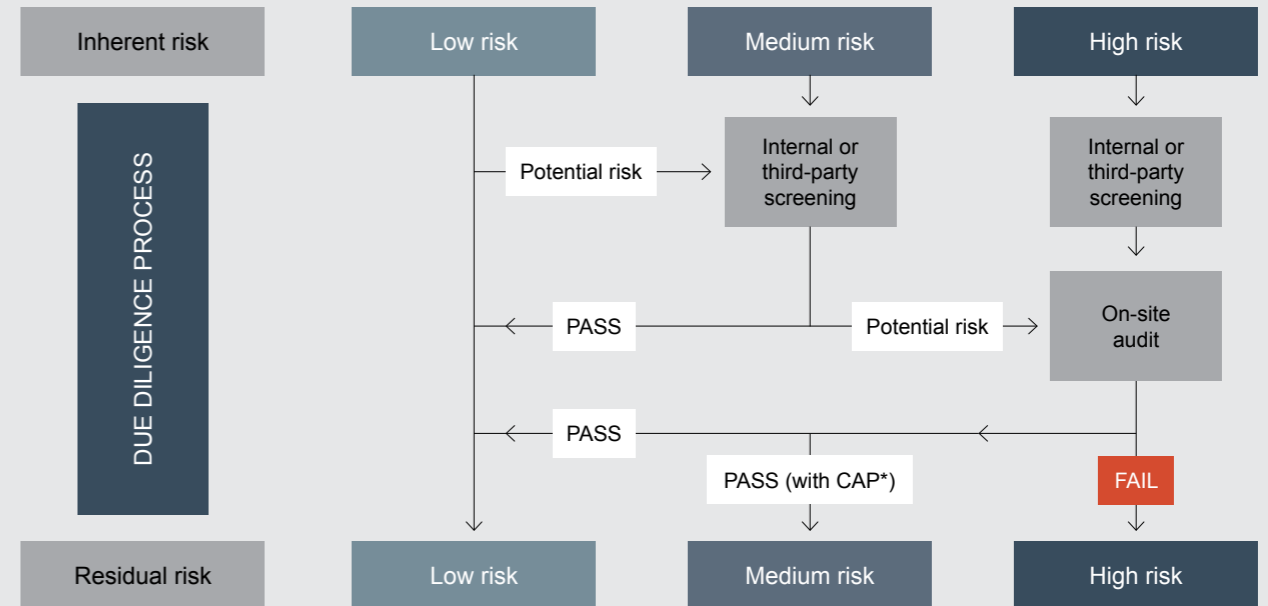 Inherent risk
Low risk
Medium risk
High risk
DUE DILIGENCE PROCESS
Internal or
third-party
screening
Internal or
third-party
screening
Potential risk
On-site
audit
PASS
Potential risk
PASS
PASS (with CAP*)
FAIL
Residual risk
Low risk
Medium risk
High risk